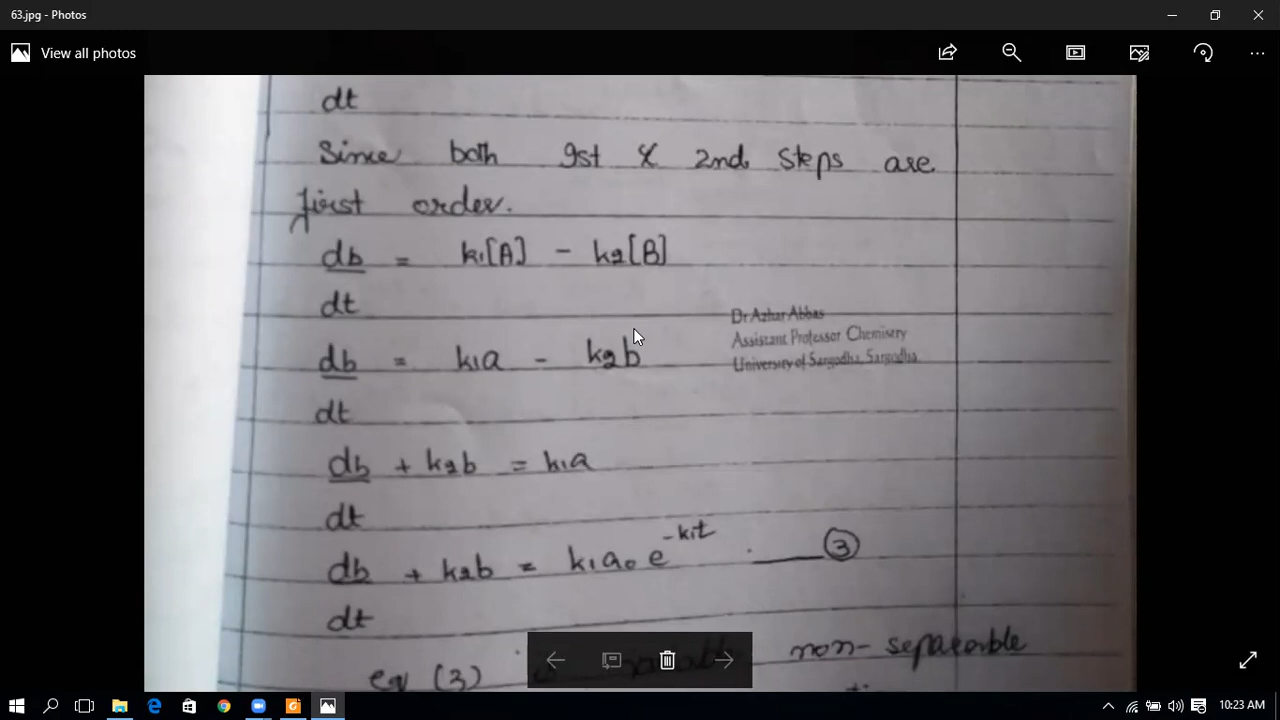 63.jpg - Photos
View all photos
dt
Since both 1st & 2nd steps are
first order.
db = k1[A] - k2[B]
dt
Dr Azhar Abbas
Assistant Professor Chemistry
University of Sargodha, Sargodha
db = k1a - k2b
dt
db + k2b = k1a
dt
db + k2b = k1a₀ e^-k1t ③
dt
eq (3) is variable non-separable
10:23 AM